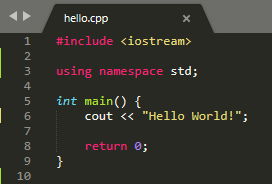 hello.cpp
1 #include <iostream>
2
3 using namespace std;
4
5 int main() {
6     cout << "Hello World!";
7
8     return 0;
9 }
10